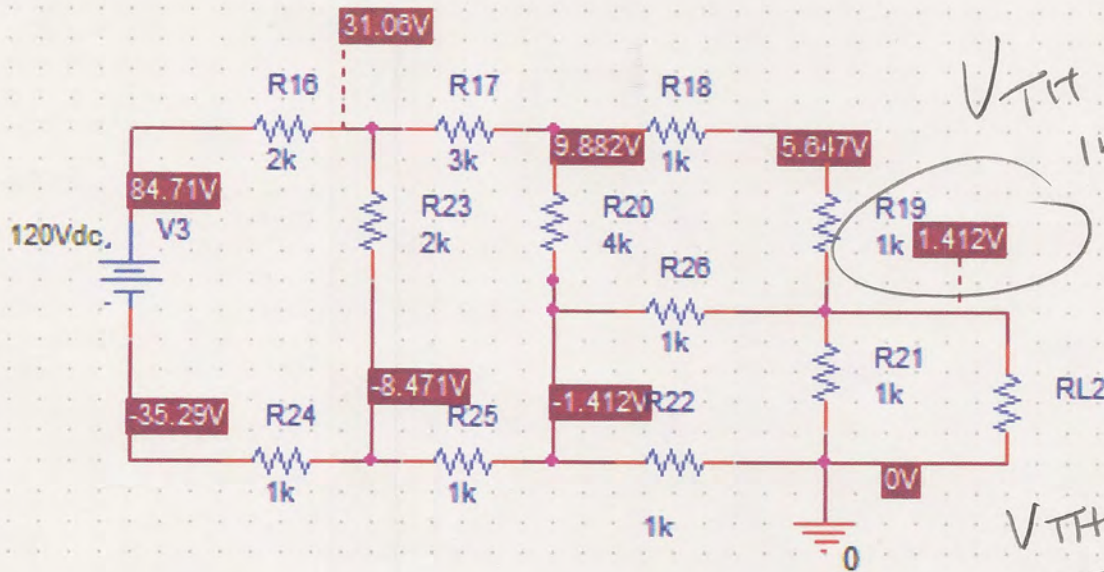 31.06V
R16 R17 R18
VTH
2k 3k 9.882V 1k 5.647V
84.71V
V3 R23 R20 R19
120Vdc 2k 4k 1k 1.412V
R26
1k
R21
-8.471V 1k
-35.29V R24 R25 -1.412V R22 RL2
1k 1k 0V
1k
VTH
0